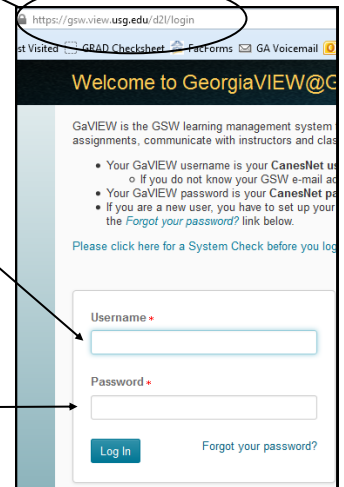 https://gsw.view.usg.edu/d2l/login
st Visited GRAD Checksheet FacForms GA Voicemail
Welcome to GeorgiaVIEW@G
GaVIEW is the GSW learning management system
assignments, communicate with instructors and clas
• Your GaVIEW username is your CanesNet us
o If you do not know your GSW e-mail ad
• Your GaVIEW password is your CanesNet pa
• If you are a new user, you have to set up your
the Forgot your password? link below.
Please click here for a System Check before you log
Username *
Password *
Log In Forgot your password?